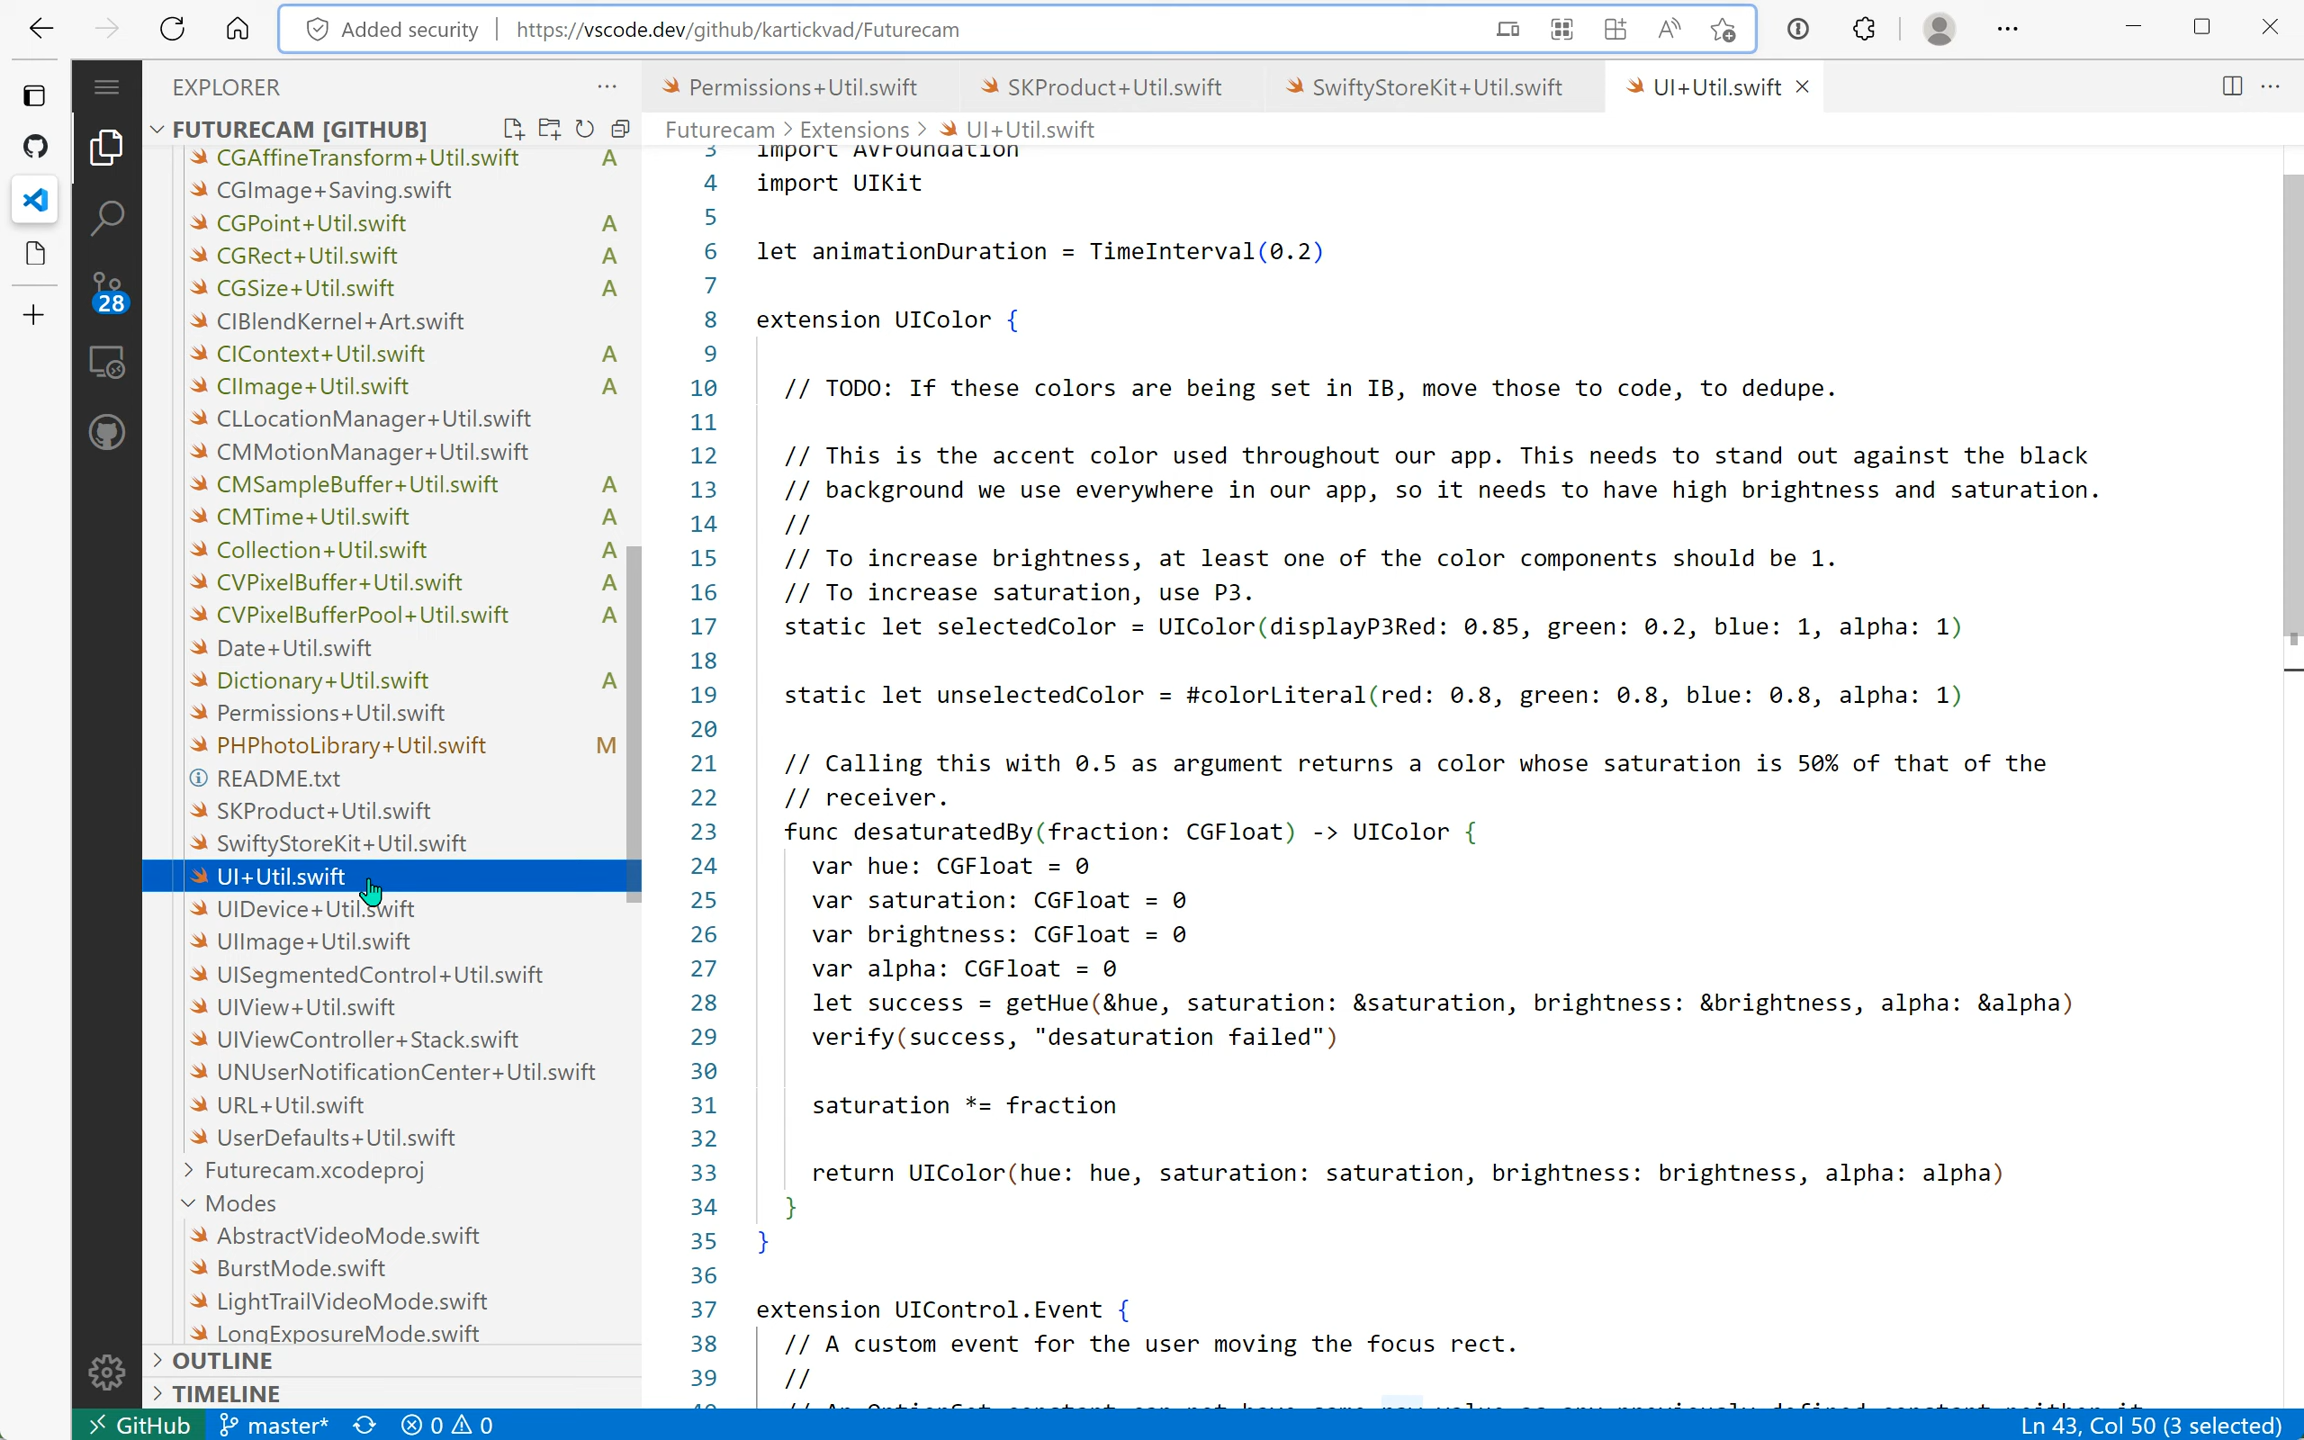 Added security
https://vscode.dev/github/kartickvad/Futurecam
EXPLORER
FUTURECAM [GITHUB]
CGAffineTransform+Util.swift A
CGImage+Saving.swift
CGPoint+Util.swift A
CGRect+Util.swift A
CGSize+Util.swift A
CIBlendKernel+Art.swift
CIContext+Util.swift A
CIImage+Util.swift A
CLLocationManager+Util.swift
CMMotionManager+Util.swift
CMSampleBuffer+Util.swift A
CMTime+Util.swift A
Collection+Util.swift A
CVPixelBuffer+Util.swift A
CVPixelBufferPool+Util.swift A
Date+Util.swift
Dictionary+Util.swift A
Permissions+Util.swift
PHPhotoLibrary+Util.swift M
README.txt
SKProduct+Util.swift
SwiftyStoreKit+Util.swift
UI+Util.swift
UIDevice+Util.swift
UIImage+Util.swift
UISegmentedControl+Util.swift
UIView+Util.swift
UIViewController+Stack.swift
UNUserNotificationCenter+Util.swift
URL+Util.swift
UserDefaults+Util.swift
Futurecam.xcodeproj
Modes
AbstractVideoMode.swift
BurstMode.swift
LightTrailVideoMode.swift
LongExposureMode.swift
OUTLINE
TIMELINE
28
Permissions+Util.swift
SKProduct+Util.swift
SwiftyStoreKit+Util.swift
UI+Util.swift
Futurecam > Extensions > UI+Util.swift
3 import AVFoundation
4 import UIKit
5
6 let animationDuration = TimeInterval(0.2)
7
8 extension UIColor {
9
10 // TODO: If these colors are being set in IB, move those to code, to dedupe.
11
12 // This is the accent color used throughout our app. This needs to stand out against the black
13 // background we use everywhere in our app, so it needs to have high brightness and saturation.
14 //
15 // To increase brightness, at least one of the color components should be 1.
16 // To increase saturation, use P3.
17 static let selectedColor = UIColor(displayP3Red: 0.85, green: 0.2, blue: 1, alpha: 1)
18
19 static let unselectedColor = #colorLiteral(red: 0.8, green: 0.8, blue: 0.8, alpha: 1)
20
21 // Calling this with 0.5 as argument returns a color whose saturation is 50% of that of the
22 // receiver.
23 func desaturatedBy(fraction: CGFloat) -> UIColor {
24 var hue: CGFloat = 0
25 var saturation: CGFloat = 0
26 var brightness: CGFloat = 0
27 var alpha: CGFloat = 0
28 let success = getHue(&hue, saturation: &saturation, brightness: &brightness, alpha: &alpha)
29 verify(success, "desaturation failed")
30
31 saturation *= fraction
32
33 return UIColor(hue: hue, saturation: saturation, brightness: brightness, alpha: alpha)
34 }
35 }
36
37 extension UIControl.Event {
38 // A custom event for the user moving the focus rect.
39 //
GitHub master* 0 0
Ln 43, Col 50 (3 selected)